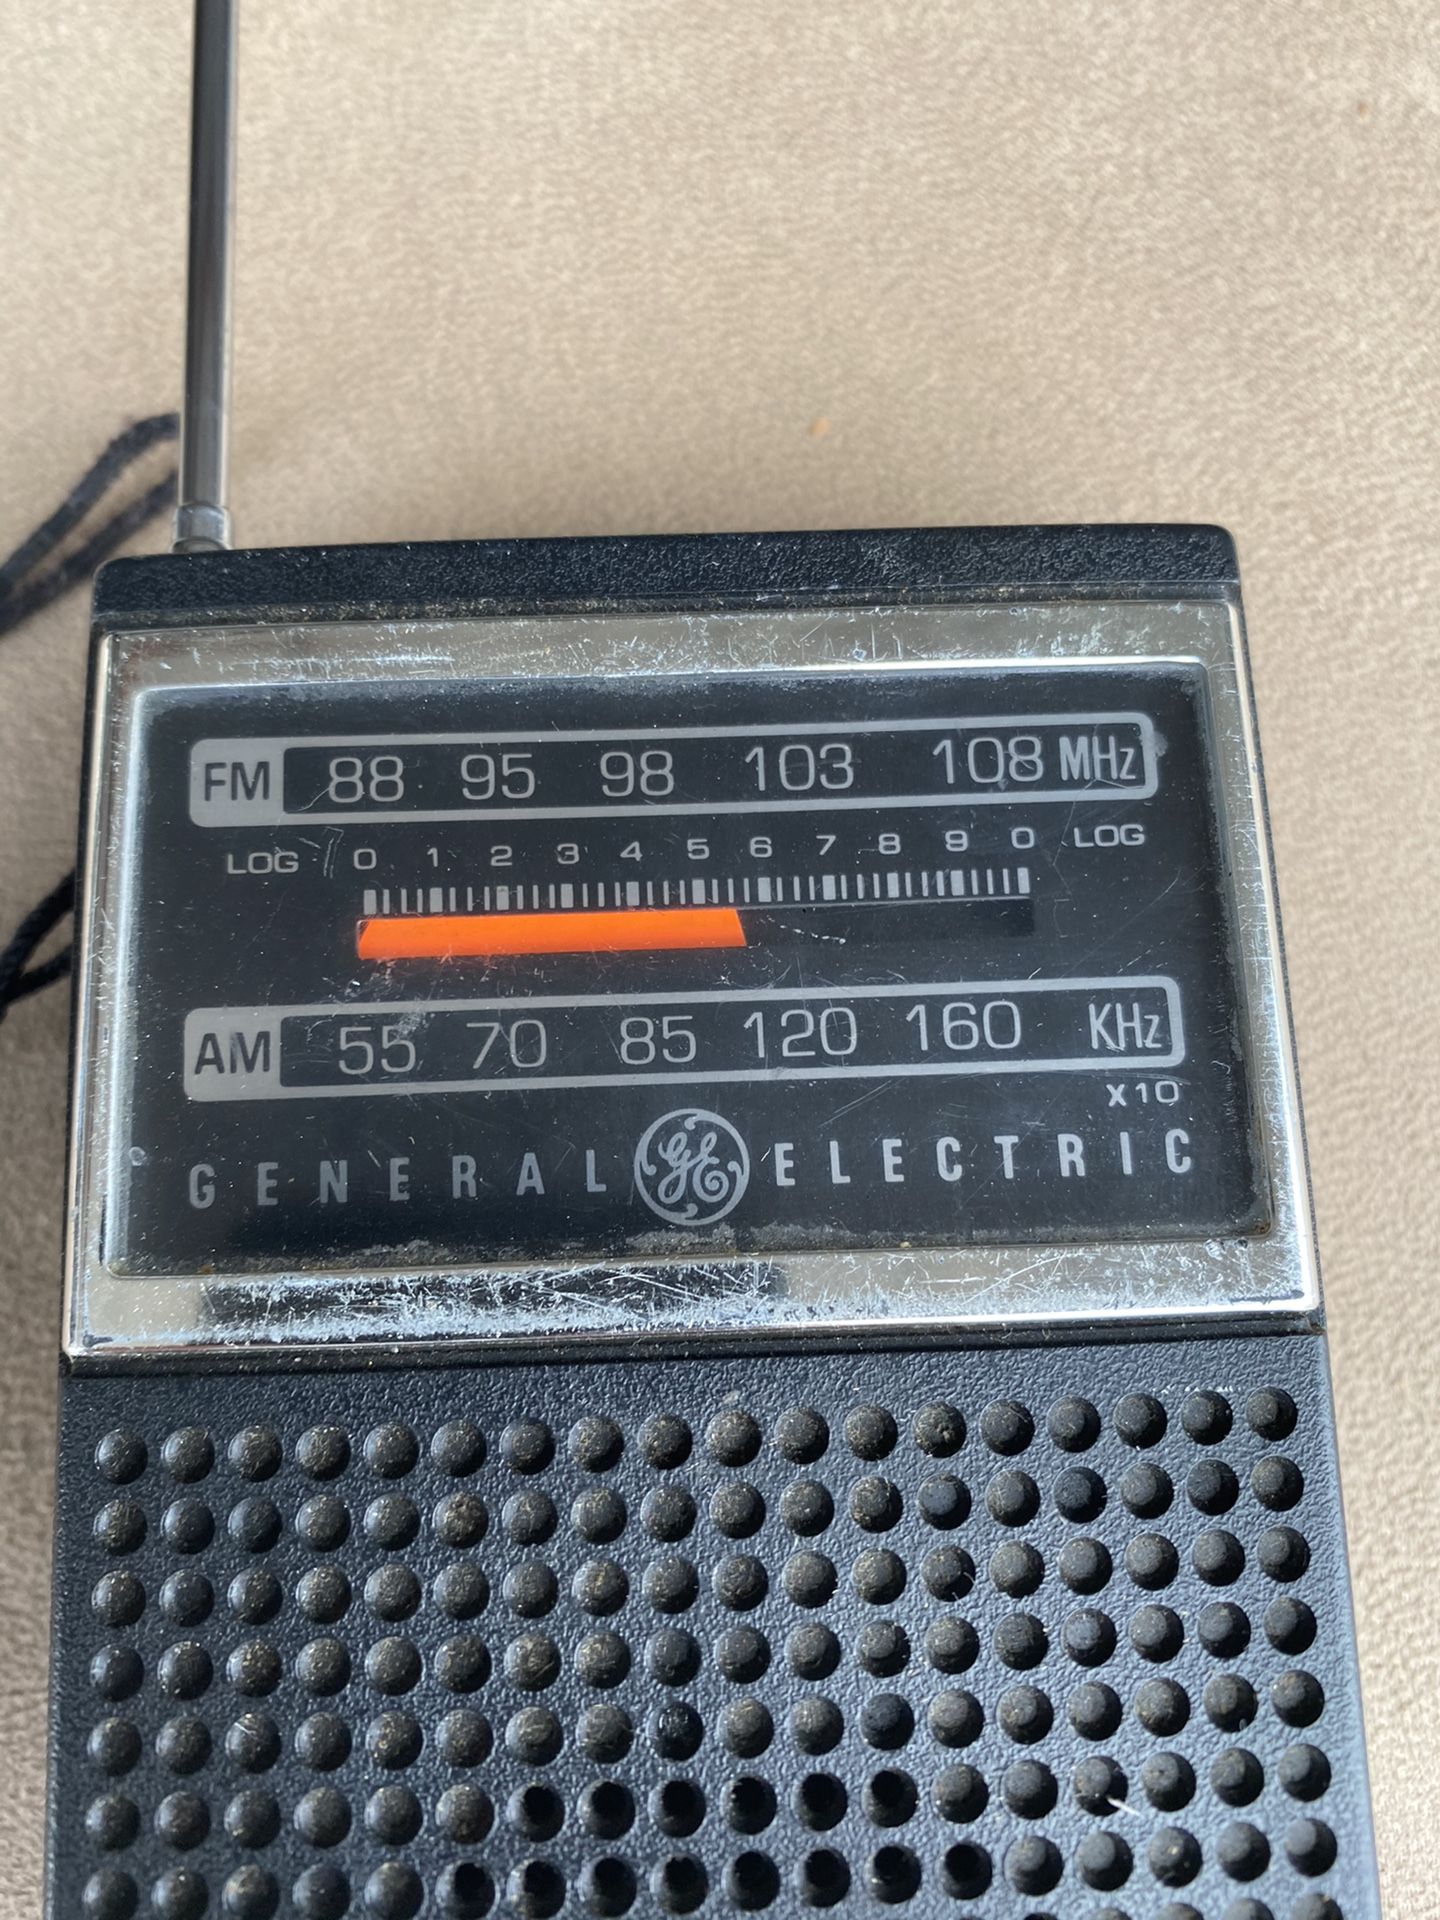 FM 88 95 98 103 108 MHz
LOG 0 1 2 3 4 5 6 7 8 9 0 LOG
AM 55 70 85 120 160 KHz
X10
GENERAL GE ELECTRIC